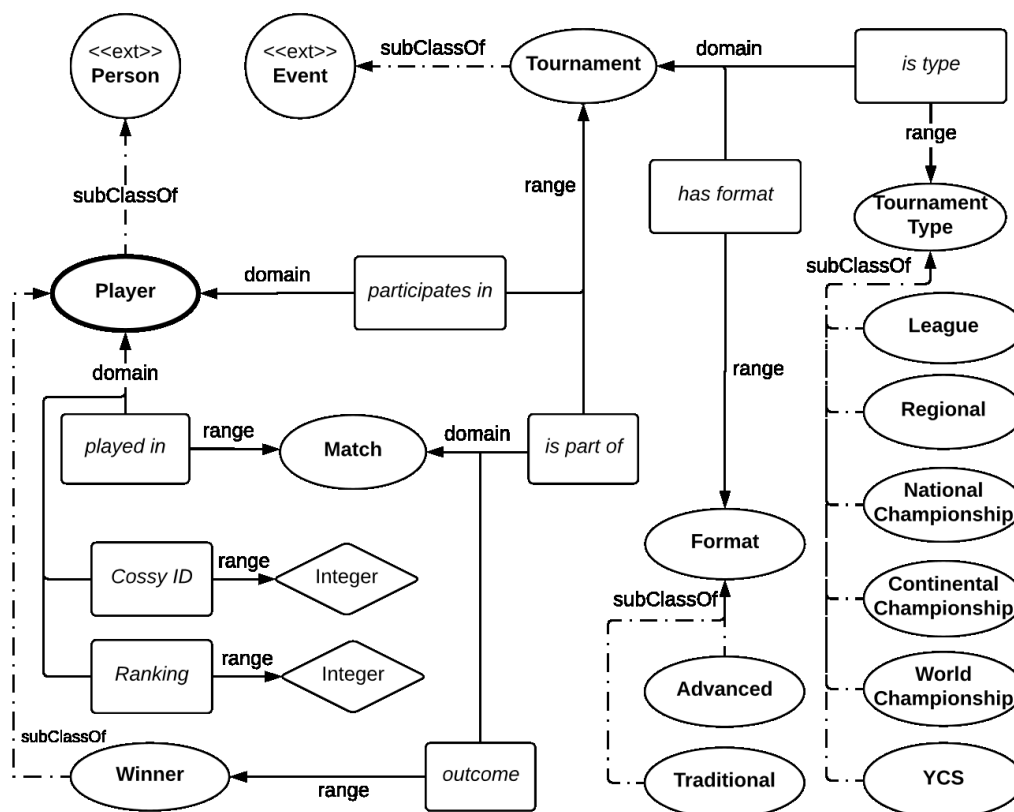 <<ext>>
Person
<<ext>>
Event
subClassOf
Tournament
domain
is type
range
subClassOf
range
has format
Tournament
Type
subClassOf
Player
domain
participates in
League
range
domain
Regional
played in
range
Match
domain
is part of
National
Championship
Format
Cossy ID
range
Integer
subClassOf
Continental
Championship
Ranking
range
Integer
Advanced
World
Championship
subClassOf
Winner
range
outcome
Traditional
YCS